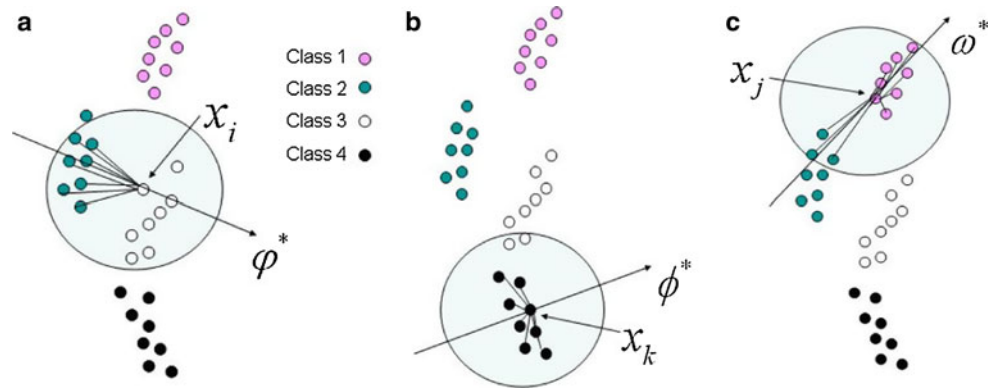 a
x_i
φ*
Class 1
Class 2
Class 3
Class 4
b
ϕ*
x_k
c
ω*
x_j